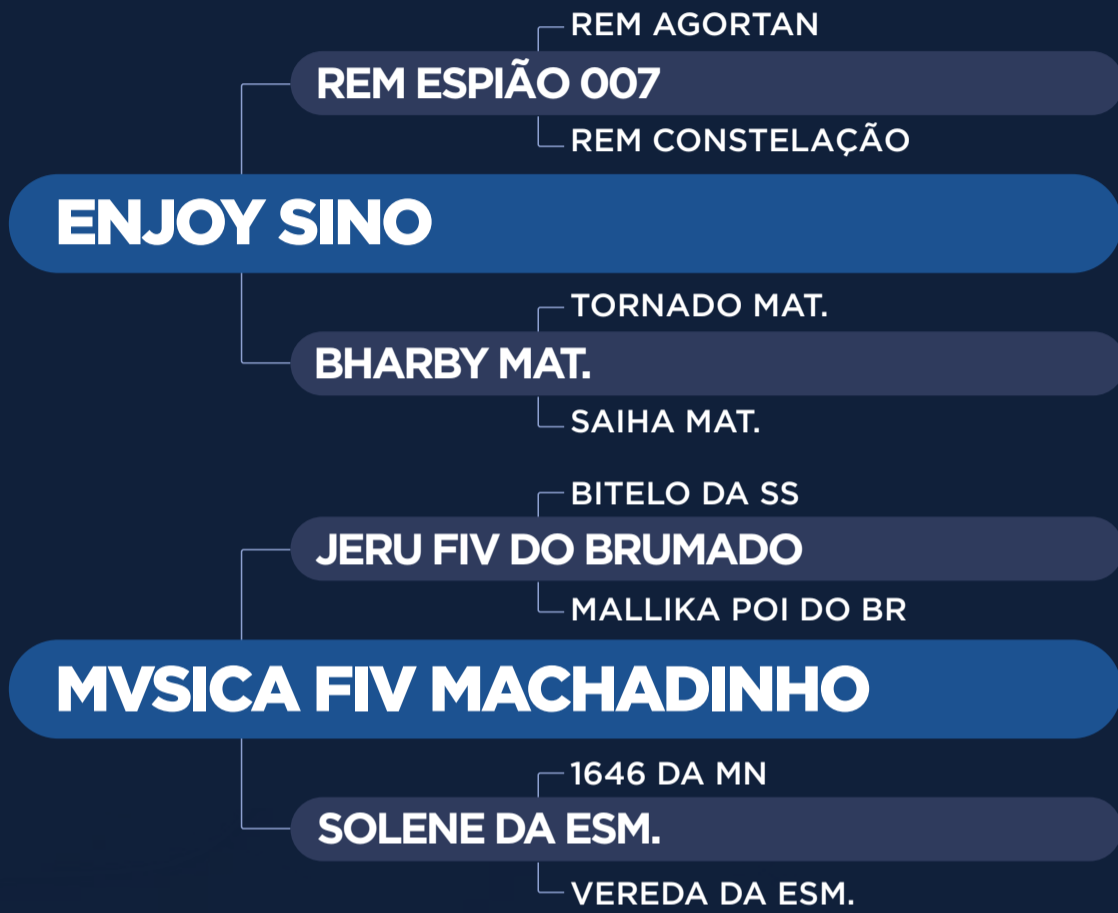 REM AGORTAN
REM ESPIÃO 007
REM CONSTELAÇÃO
ENJOY SINO
TORNADO MAT.
BHARBY MAT.
SAIHA MAT.
BITELO DA SS
JERU FIV DO BRUMADO
MALLIKA POI DO BR
MVSICA FIV MACHADINHO
1646 DA MN
SOLENE DA ESM.
VEREDA DA ESM.